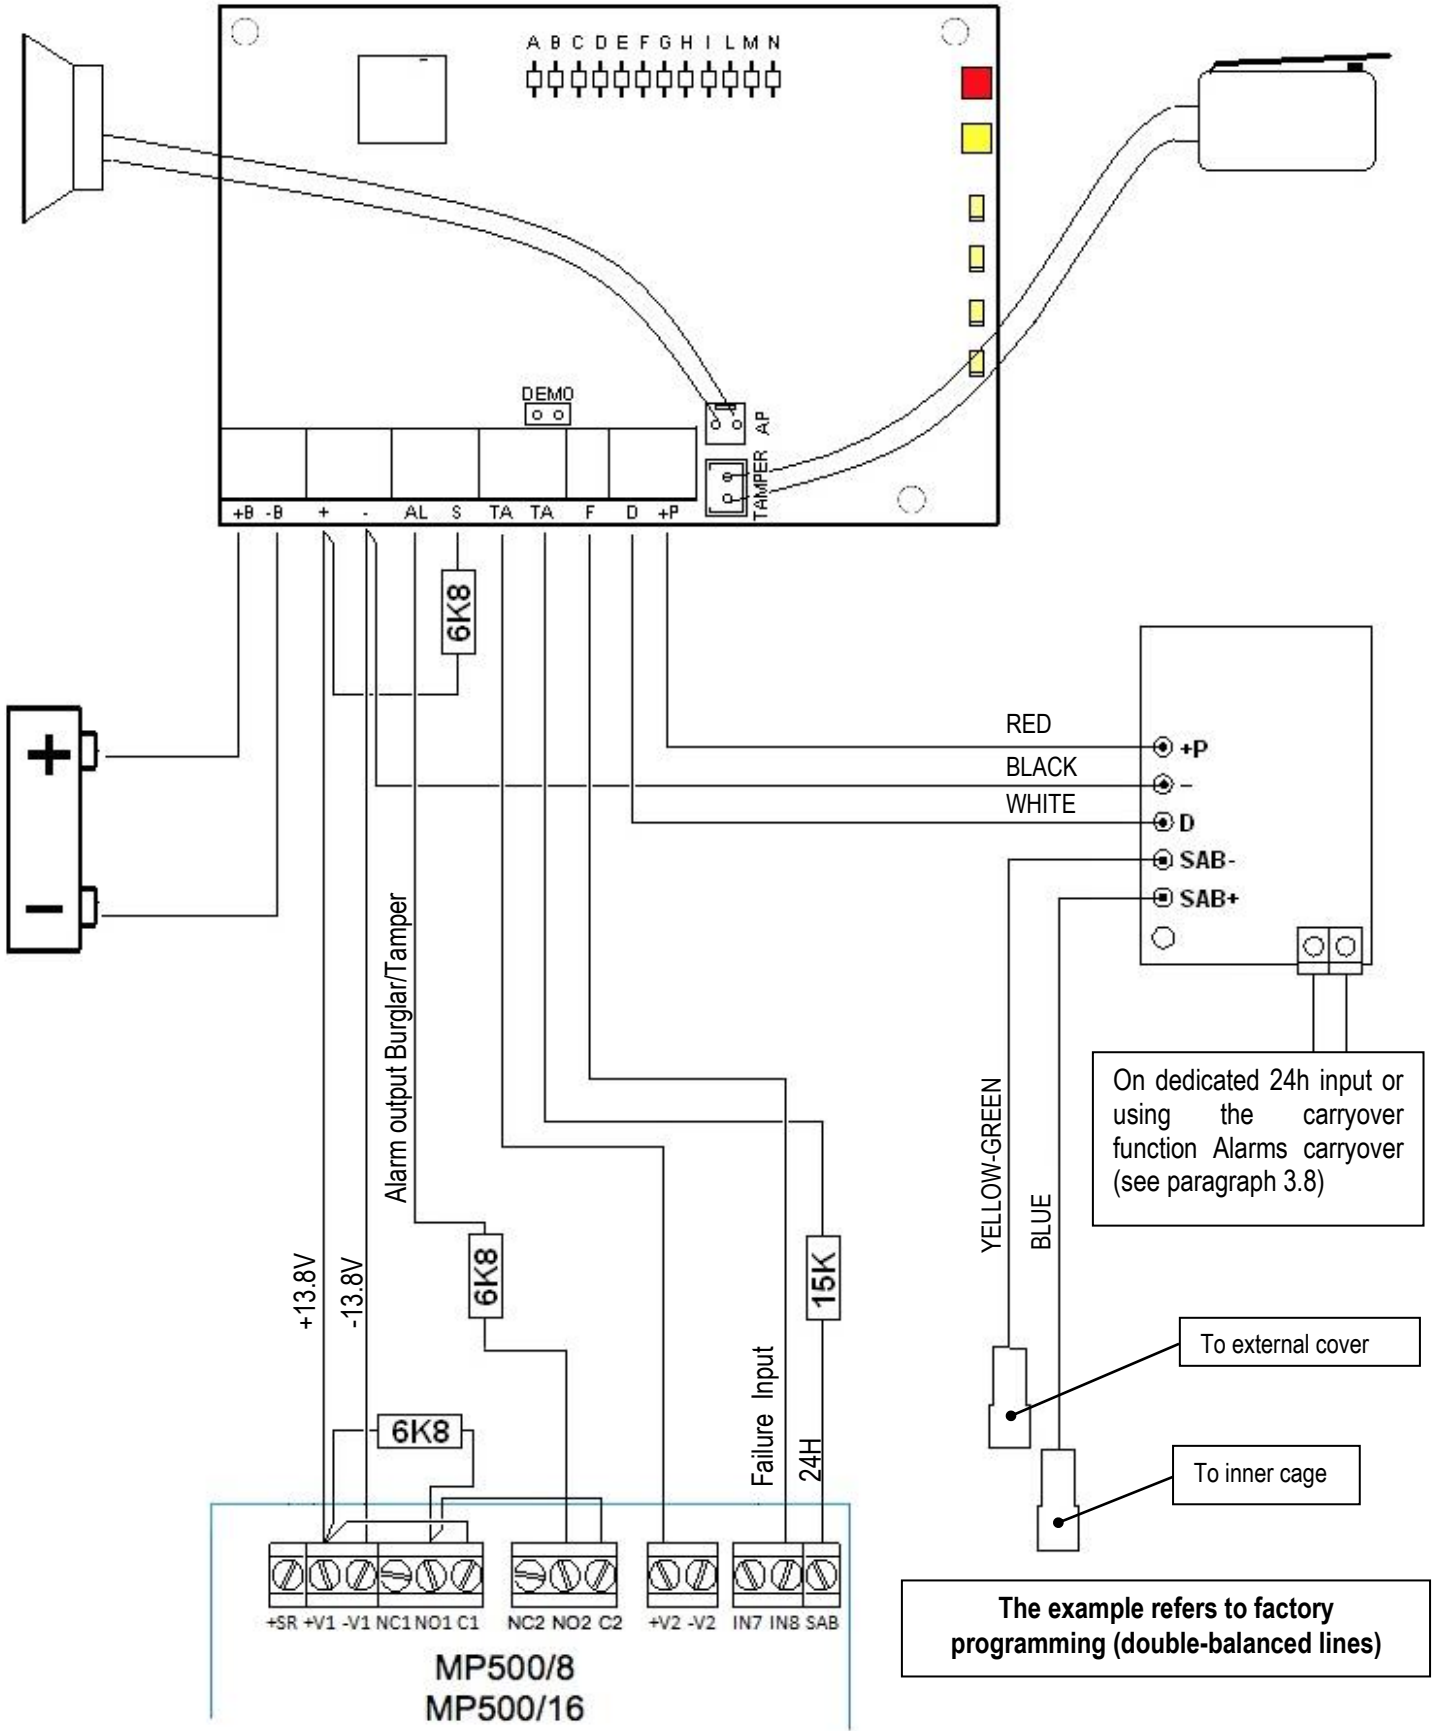 A B C D E F G H I L M N
DEMO
AP
TAMPER
+B -B + - AL S TA TA F D +P
6K8
+
−
RED
BLACK
WHITE
+P
–
D
SAB-
SAB+
Alarm output Burglar/Tamper
On dedicated 24h input or
using the carryover
function Alarms carryover
(see paragraph 3.8)
YELLOW-GREEN
BLUE
+13.8V
-13.8V
6K8
15K
To external cover
Failure Input
24H
6K8
To inner cage
+SR +V1 -V1 NC1 NO1 C1 NC2 NO2 C2 +V2 -V2 IN7 IN8 SAB
The example refers to factory
programming (double-balanced lines)
MP500/8
MP500/16